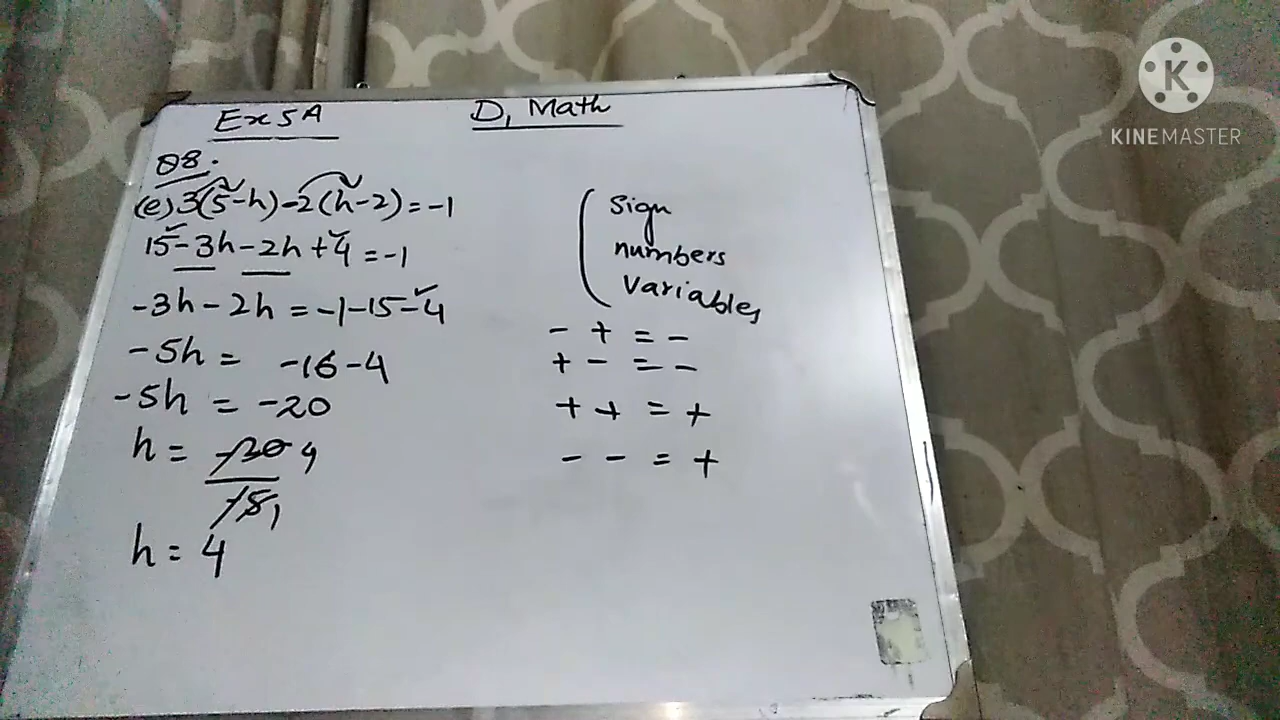 Ex 5A
D, Math
Q8.
(e) 3(5-h)-2(h-2)=-1
15-3h-2h+4=-1
-3h-2h=-1-15-4
-5h= -16-4
-5h = -20
h= -20 4
-5 1
h= 4
Sign
numbers
Variables
- + = -
+ - = -
+ + = +
- - = +
K
KINEMASTER